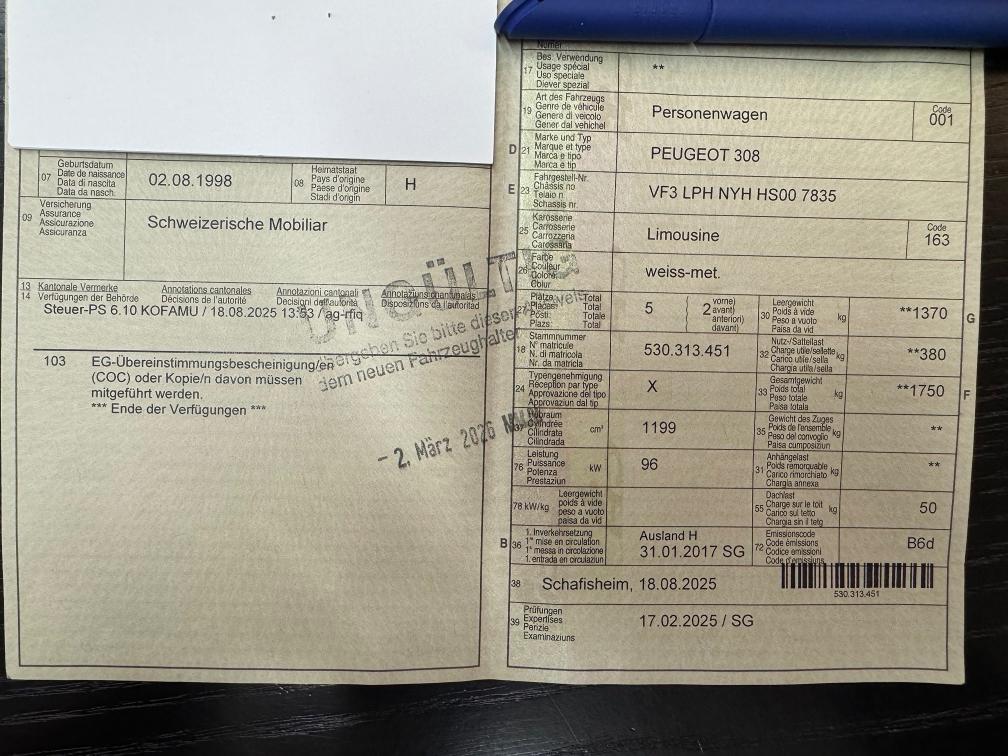 07
Geburtsdatum
Date de naissance
Data di nascita
Data da nasch.
02.08.1998
08
Heimatstaat
Pays d'origine
Paese d'origine
Stadi d'origin
H
09
Versicherung
Assurance
Assicurazione
Assicuranza
Schweizerische Mobiliar
13 Kantonale Vermerke Annotations cantonales Annotazioni cantonali Annotaziuns chantunalas
14 Verfügungen der Behörde Décisions de l'autorité Decisioni dell'autorità Disposiziuns da l'autoritad
Steuer-PS 6.10 KOFAMU / 18.08.2025 13:53 / ag-rfiq
103 EG-Übereinstimmungsbescheinigung/en
(COC) oder Kopie/n davon müssen
mitgeführt werden.
*** Ende der Verfügungen ***
UNGÜLTIG
übergeben Sie bitte diesen
dem neuen Fahrzeughalter
- 2. März 2026
17
Bes. Verwendung
Usage spécial
Uso speciale
Diever spezial
**
19
Art des Fahrzeugs
Genre de véhicule
Genere di veicolo
Gener dal vehichel
Personenwagen
Code
001
D 21
Marke und Typ
Marque et type
Marca e tipo
Marca e tip
PEUGEOT 308
E 23
Fahrgestell-Nr.
Châssis no
Telaio n.
Schassis nr.
VF3 LPH NYH HS00 7835
25
Karosserie
Carrosserie
Carrozzeria
Carossaria
Limousine
Code
163
26
Farbe
Couleur
Colore
Colur
weiss-met.
27
Plätze Total
Places Total
Posti Totale
Plazs: Total
5
2
vorne)
avant)
anteriori)
davant)
30
Leergewicht
Poids à vide
Peso a vuoto
Paisa da vid
kg
**1370
G
18
Stammnummer
N° matricule
N. di matricola
Nr. da matricla
530.313.451
32
Nutz-/Sattellast
Charge utile/sellette
Carico utile/sella
Chargia utila/sella
kg
**380
24
Typengenehmigung
Réception par type
Approvazione del tipo
Approvaziun dal tip
X
33
Gesamtgewicht
Poids total
Peso totale
Paisa totala
kg
**1750
F
Hubraum
Cylindrée
Cilindrata
Cilindrada
cm³
1199
35
Gewicht des Zuges
Poids de l'ensemble
Peso del convoglio
Paisa cumposiziun
kg
**
76
Leistung
Puissance
Potenza
Prestaziun
kW
96
31
Anhängelast
Poids remorquable
Carico rimorchiato
Chargia annexa
kg
**
78 kW/kg
Leergewicht
poids à vide
peso a vuoto
paisa da vid
55
Dachlast
Charge sur le toit
Carico sul tetto
Chargia sin il tetg
kg
50
B 36
1. Inverkehrsetzung
1re mise en circulation
1a messa in circolazione
1. entrada en circulaziun
Ausland H
31.01.2017 SG
72
Emissionscode
Code émissions
Codice emissioni
Code d'emissiuns
B6d
38
Schafisheim, 18.08.2025
530.313.451
39
Prüfungen
Expertises
Perizie
Examinaziuns
17.02.2025 / SG